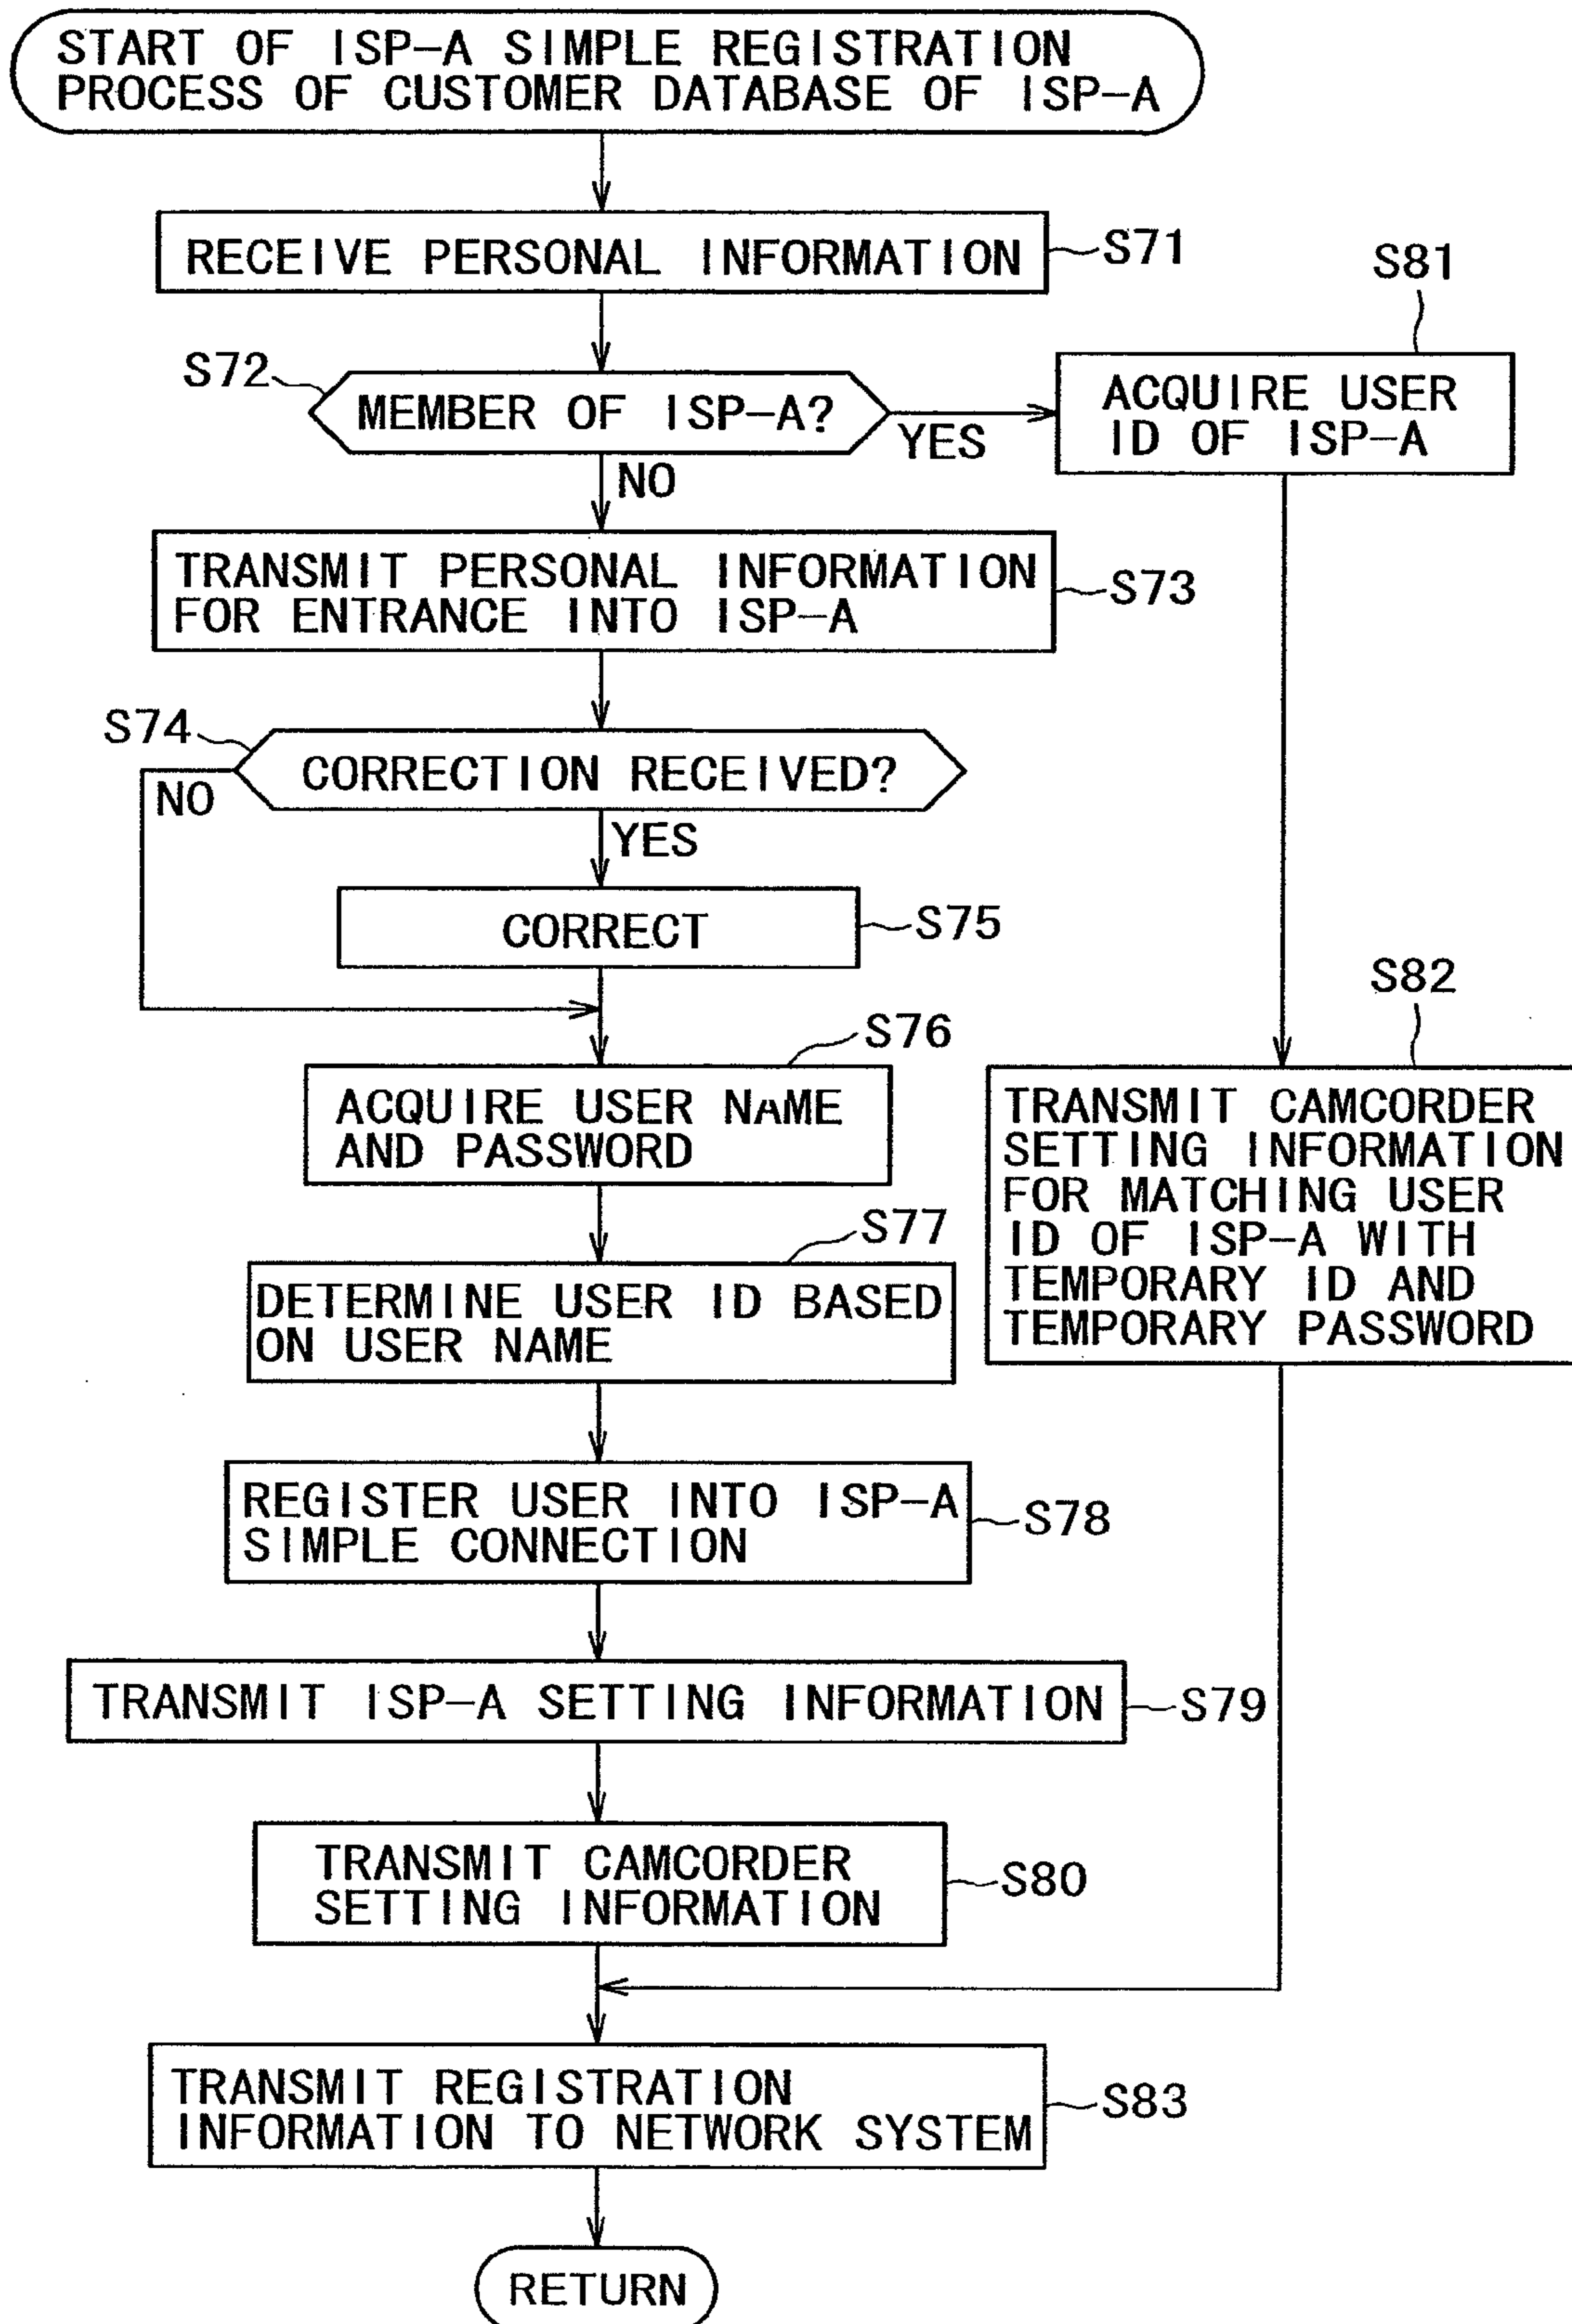 START OF ISP-A SIMPLE REGISTRATION
PROCESS OF CUSTOMER DATABASE OF ISP-A
RECEIVE PERSONAL INFORMATION
S71
S81
S72
MEMBER OF ISP-A?
YES
NO
ACQUIRE USER
ID OF ISP-A
TRANSMIT PERSONAL INFORMATION
FOR ENTRANCE INTO ISP-A
S73
S74
CORRECTION RECEIVED?
NO
YES
CORRECT
S75
S76
ACQUIRE USER NAME
AND PASSWORD
S82
TRANSMIT CAMCORDER
SETTING INFORMATION
FOR MATCHING USER
ID OF ISP-A WITH
TEMPORARY ID AND
TEMPORARY PASSWORD
S77
DETERMINE USER ID BASED
ON USER NAME
REGISTER USER INTO ISP-A
SIMPLE CONNECTION
S78
TRANSMIT ISP-A SETTING INFORMATION
S79
TRANSMIT CAMCORDER
SETTING INFORMATION
S80
TRANSMIT REGISTRATION
INFORMATION TO NETWORK SYSTEM
S83
RETURN